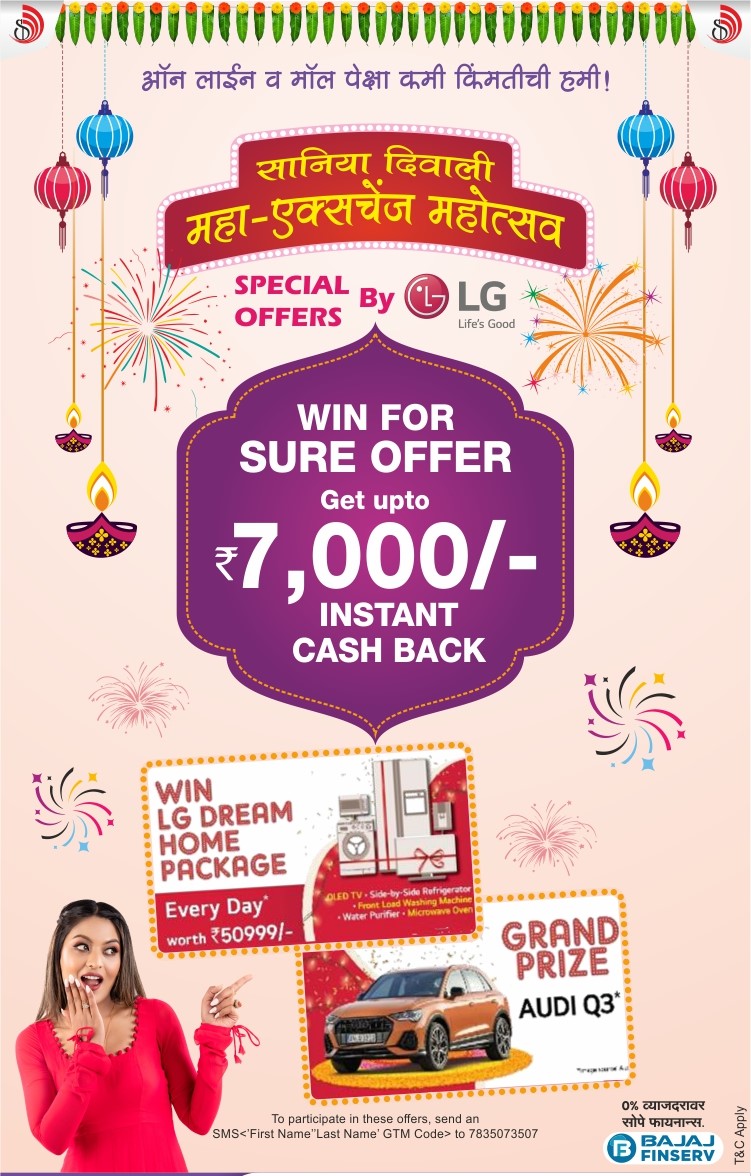 ऑन लाईन व मॉल पेक्षा कमी किंमतीची हमी!
सानिया दिवाली
महा-एक्सचेंज महोत्सव
SPECIAL
OFFERS
By
LG
Life's Good
WIN FOR
SURE OFFER
Get upto
₹7,000/-
INSTANT
CASH BACK
WIN
LG DREAM
HOME
PACKAGE
Every Day*
worth ₹50999/-
OLED TV • Side-by-Side Refrigerator
• Front Load Washing Machine
• Water Purifier • Microwave Oven
GRAND
PRIZE
AUDI Q3*
To participate in these offers, send an
SMS<'First Name''Last Name' GTM Code> to 7835073507
0% व्याजदरावर
सोपे फायनान्स.
BAJAJ
FINSERV
T&C Apply